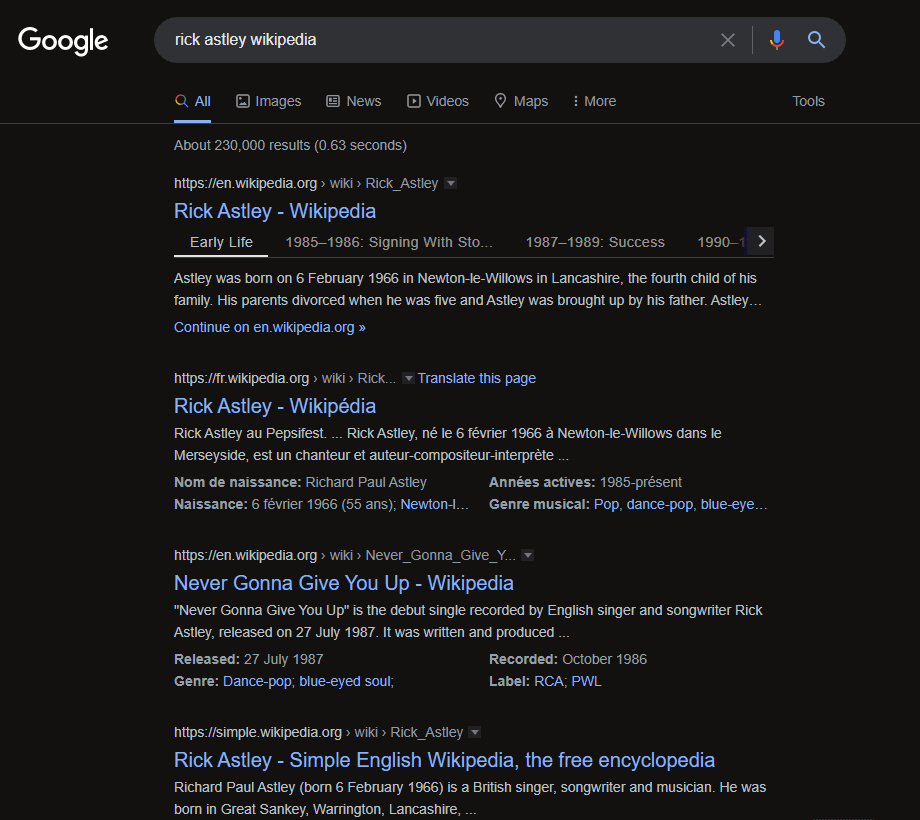 Google
rick astley wikipedia
All Images News Videos Maps More Tools
About 230,000 results (0.63 seconds)
https://en.wikipedia.org › wiki › Rick_Astley
Rick Astley - Wikipedia
Early Life 1985–1986: Signing With Sto... 1987–1989: Success 1990–1
Astley was born on 6 February 1966 in Newton-le-Willows in Lancashire, the fourth child of his
family. His parents divorced when he was five and Astley was brought up by his father. Astley…
Continue on en.wikipedia.org »
https://fr.wikipedia.org › wiki › Rick... Translate this page
Rick Astley - Wikipédia
Rick Astley au Pepsifest. ... Rick Astley, né le 6 février 1966 à Newton-le-Willows dans le
Merseyside, est un chanteur et auteur-compositeur-interprète ...
Nom de naissance: Richard Paul Astley Années actives: 1985-présent
Naissance: 6 février 1966 (55 ans); Newton-l… Genre musical: Pop, dance-pop, blue-eye…
https://en.wikipedia.org › wiki › Never_Gonna_Give_Y...
Never Gonna Give You Up - Wikipedia
"Never Gonna Give You Up" is the debut single recorded by English singer and songwriter Rick
Astley, released on 27 July 1987. It was written and produced ...
Released: 27 July 1987 Recorded: October 1986
Genre: Dance-pop; blue-eyed soul; Label: RCA; PWL
https://simple.wikipedia.org › wiki › Rick_Astley
Rick Astley - Simple English Wikipedia, the free encyclopedia
Richard Paul Astley (born 6 February 1966) is a British singer, songwriter and musician. He was
born in Great Sankey, Warrington, Lancashire, ...